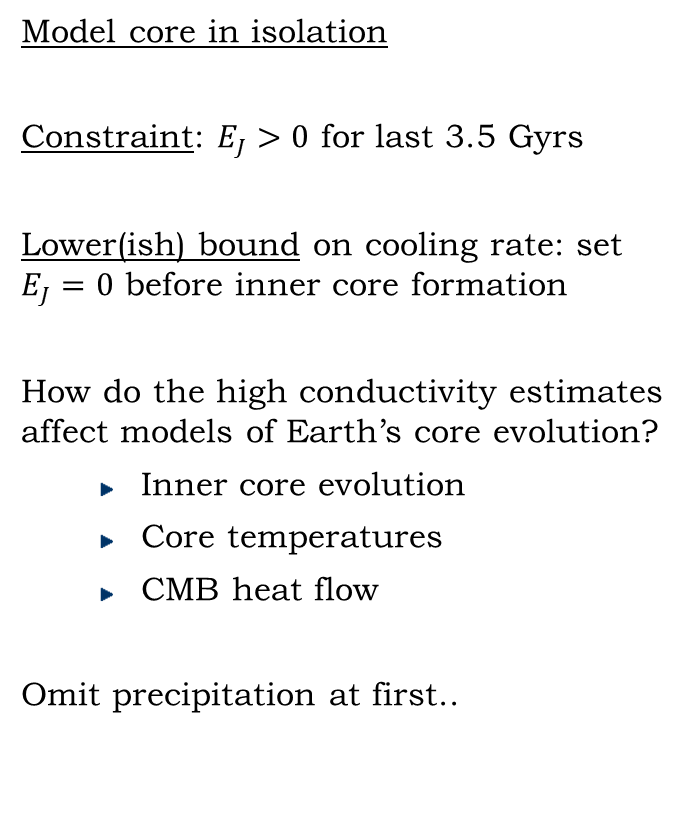 Model core in isolation
Constraint: E_J > 0 for last 3.5 Gyrs
Lower(ish) bound on cooling rate: set
E_J = 0 before inner core formation
How do the high conductivity estimates
affect models of Earth’s core evolution?
Inner core evolution
Core temperatures
CMB heat flow
Omit precipitation at first..